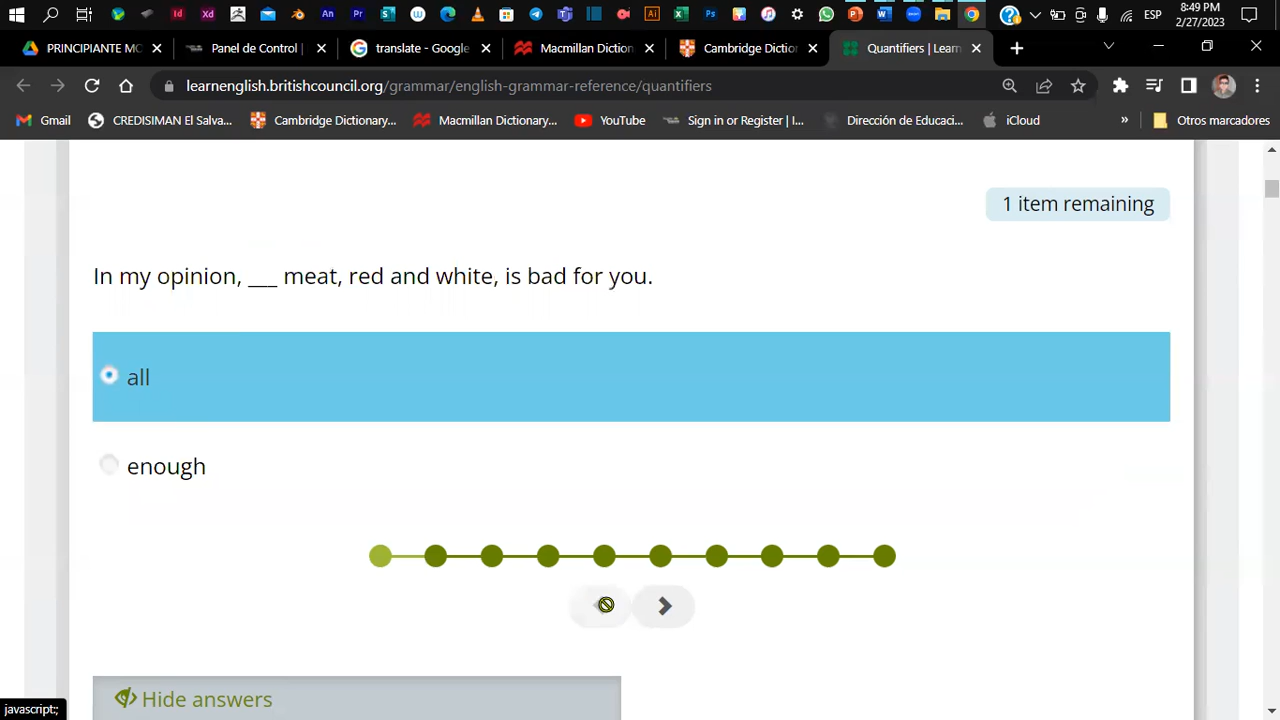 8:49 PM
ESP
2/27/2023
PRINCIPIANTE MC
Panel de Control |
translate - Google
Macmillan Diction
Cambridge Dictior
Quantifiers | Learn
learnenglish.britishcouncil.org/grammar/english-grammar-reference/quantifiers
Gmail
CREDISIMAN El Salva...
Cambridge Dictionary...
Macmillan Dictionary...
YouTube
Sign in or Register | I...
Dirección de Educaci...
iCloud
»
Otros marcadores
1 item remaining
In my opinion, ___ meat, red and white, is bad for you.
all
enough
Hide answers
javascript:;